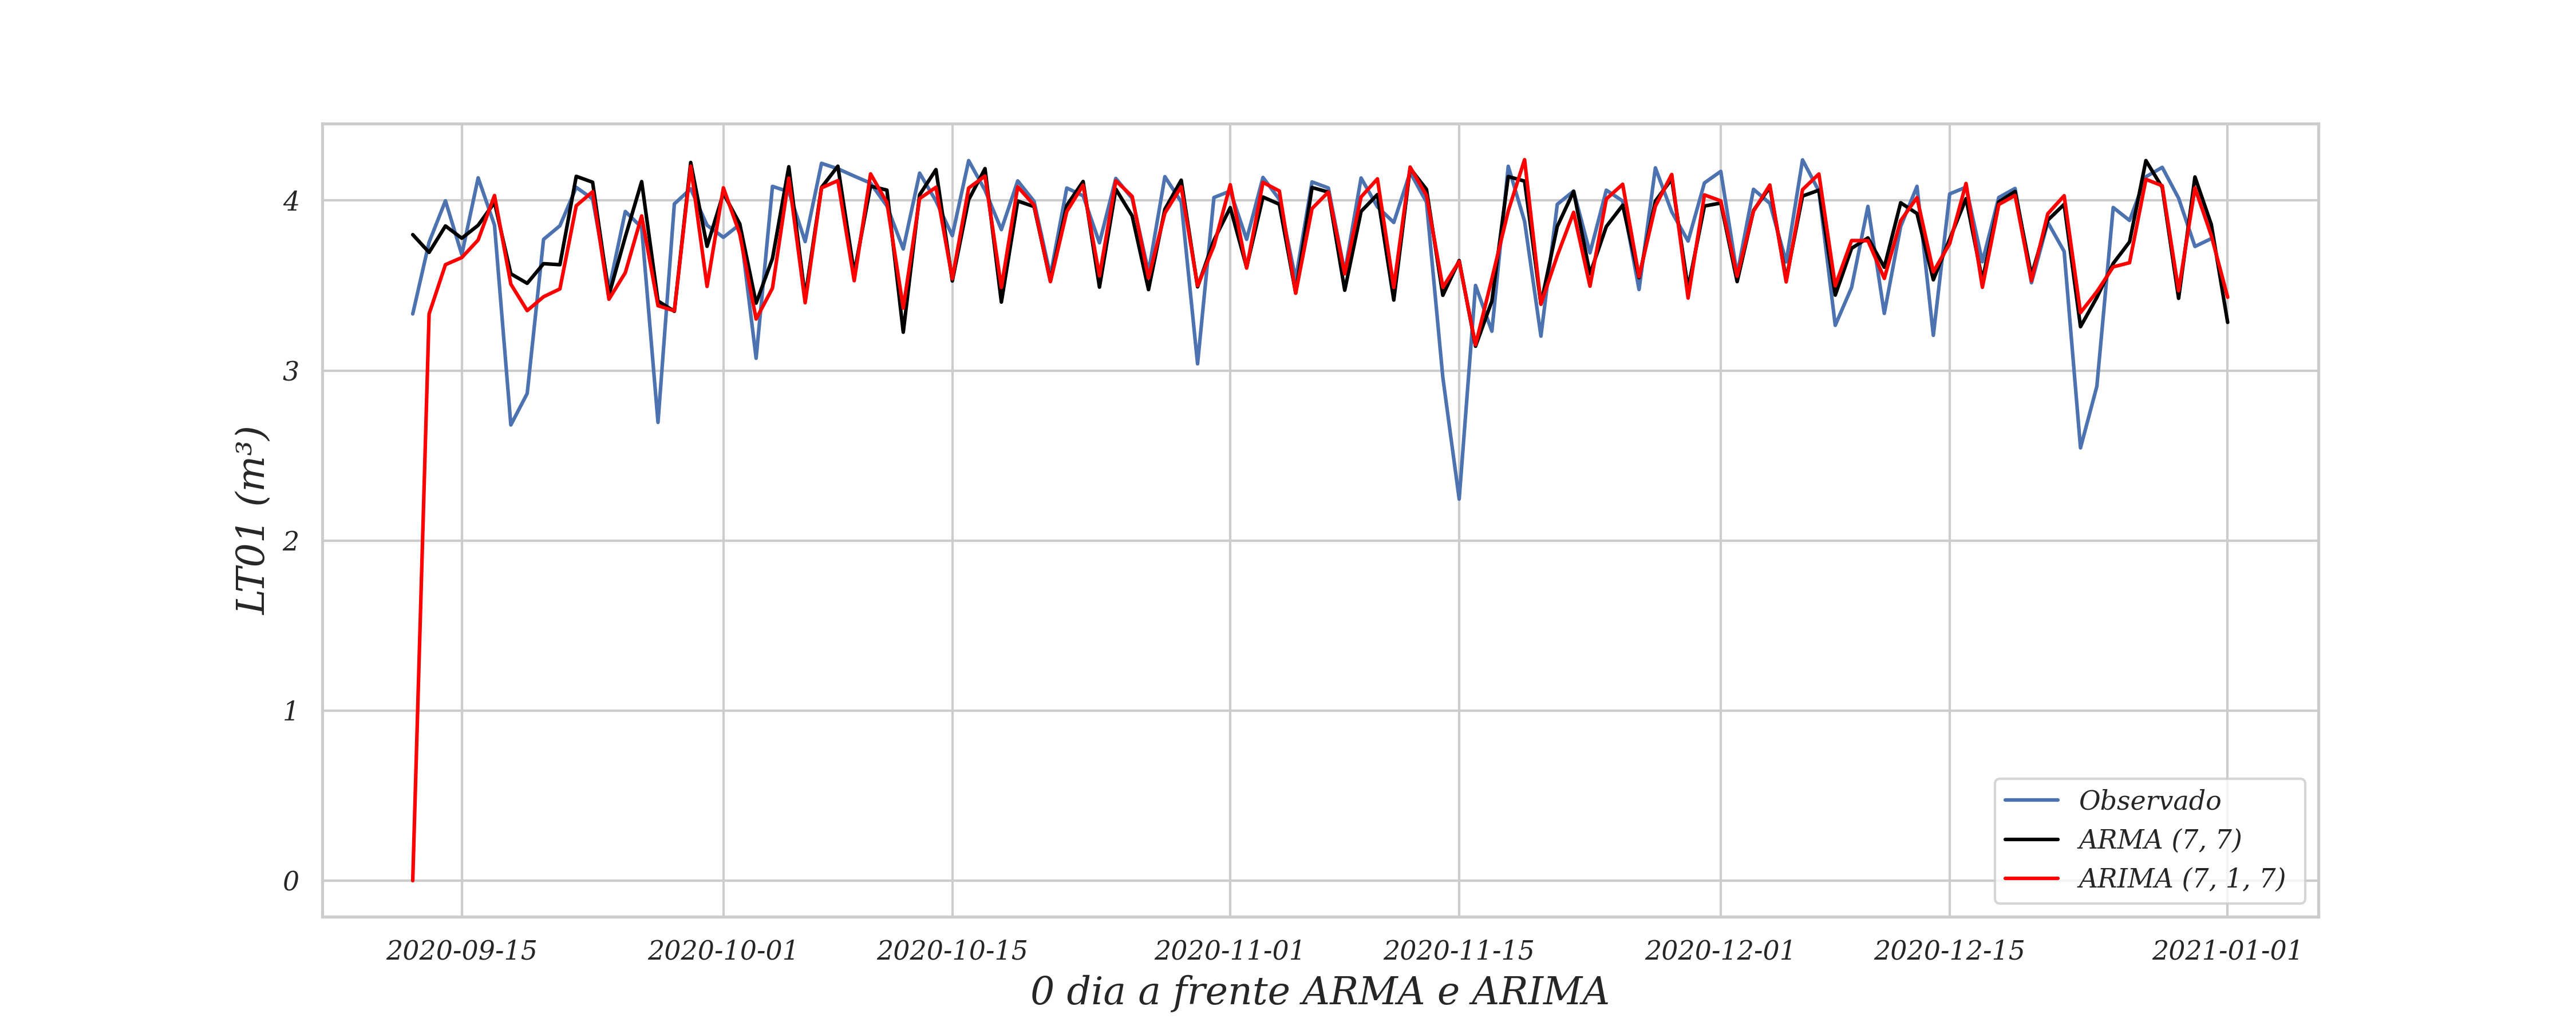 LT01 (m³)
4
3
2
1
0
Observado
ARMA (7, 7)
ARIMA (7, 1, 7)
2020-09-15 2020-10-01 2020-10-15 2020-11-01 2020-11-15 2020-12-01 2020-12-15 2021-01-01
0 dia a frente ARMA e ARIMA